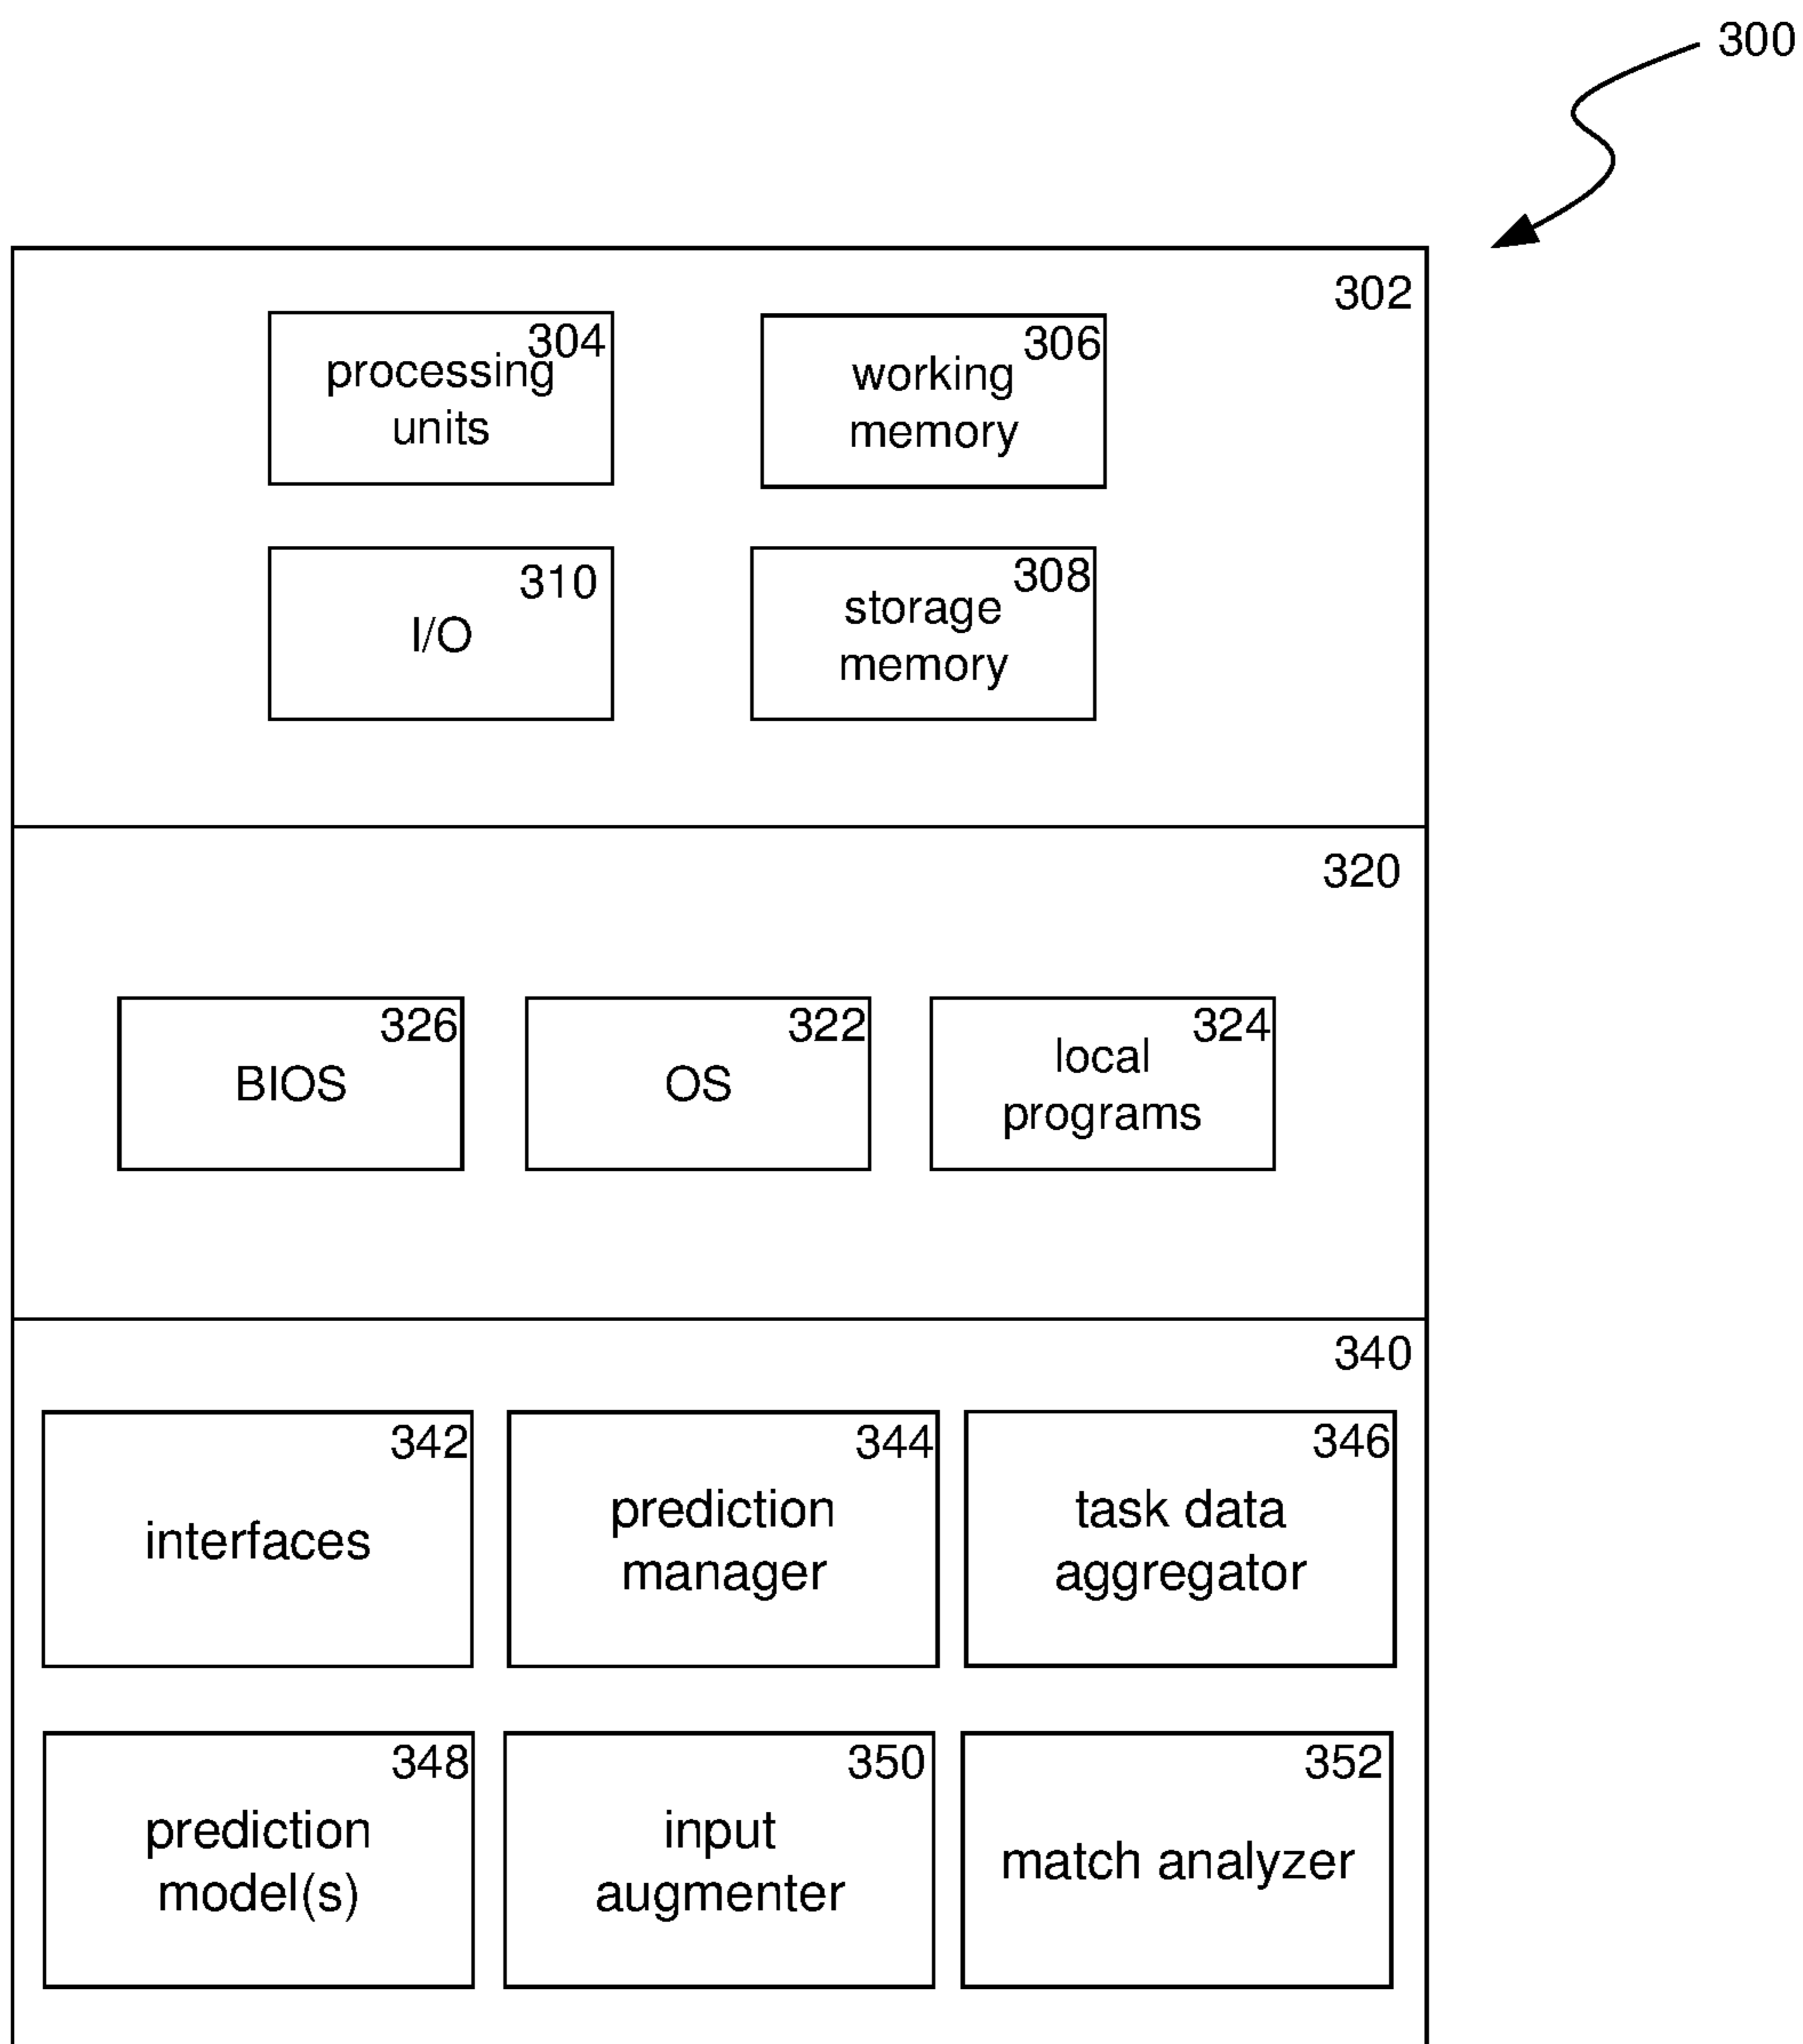 300
302
304
processing
units
306
working
memory
310
I/O
308
storage
memory
320
326
BIOS
322
OS
324
local
programs
340
342
interfaces
344
prediction
manager
346
task data
aggregator
348
prediction
model(s)
350
input
augmenter
352
match analyzer